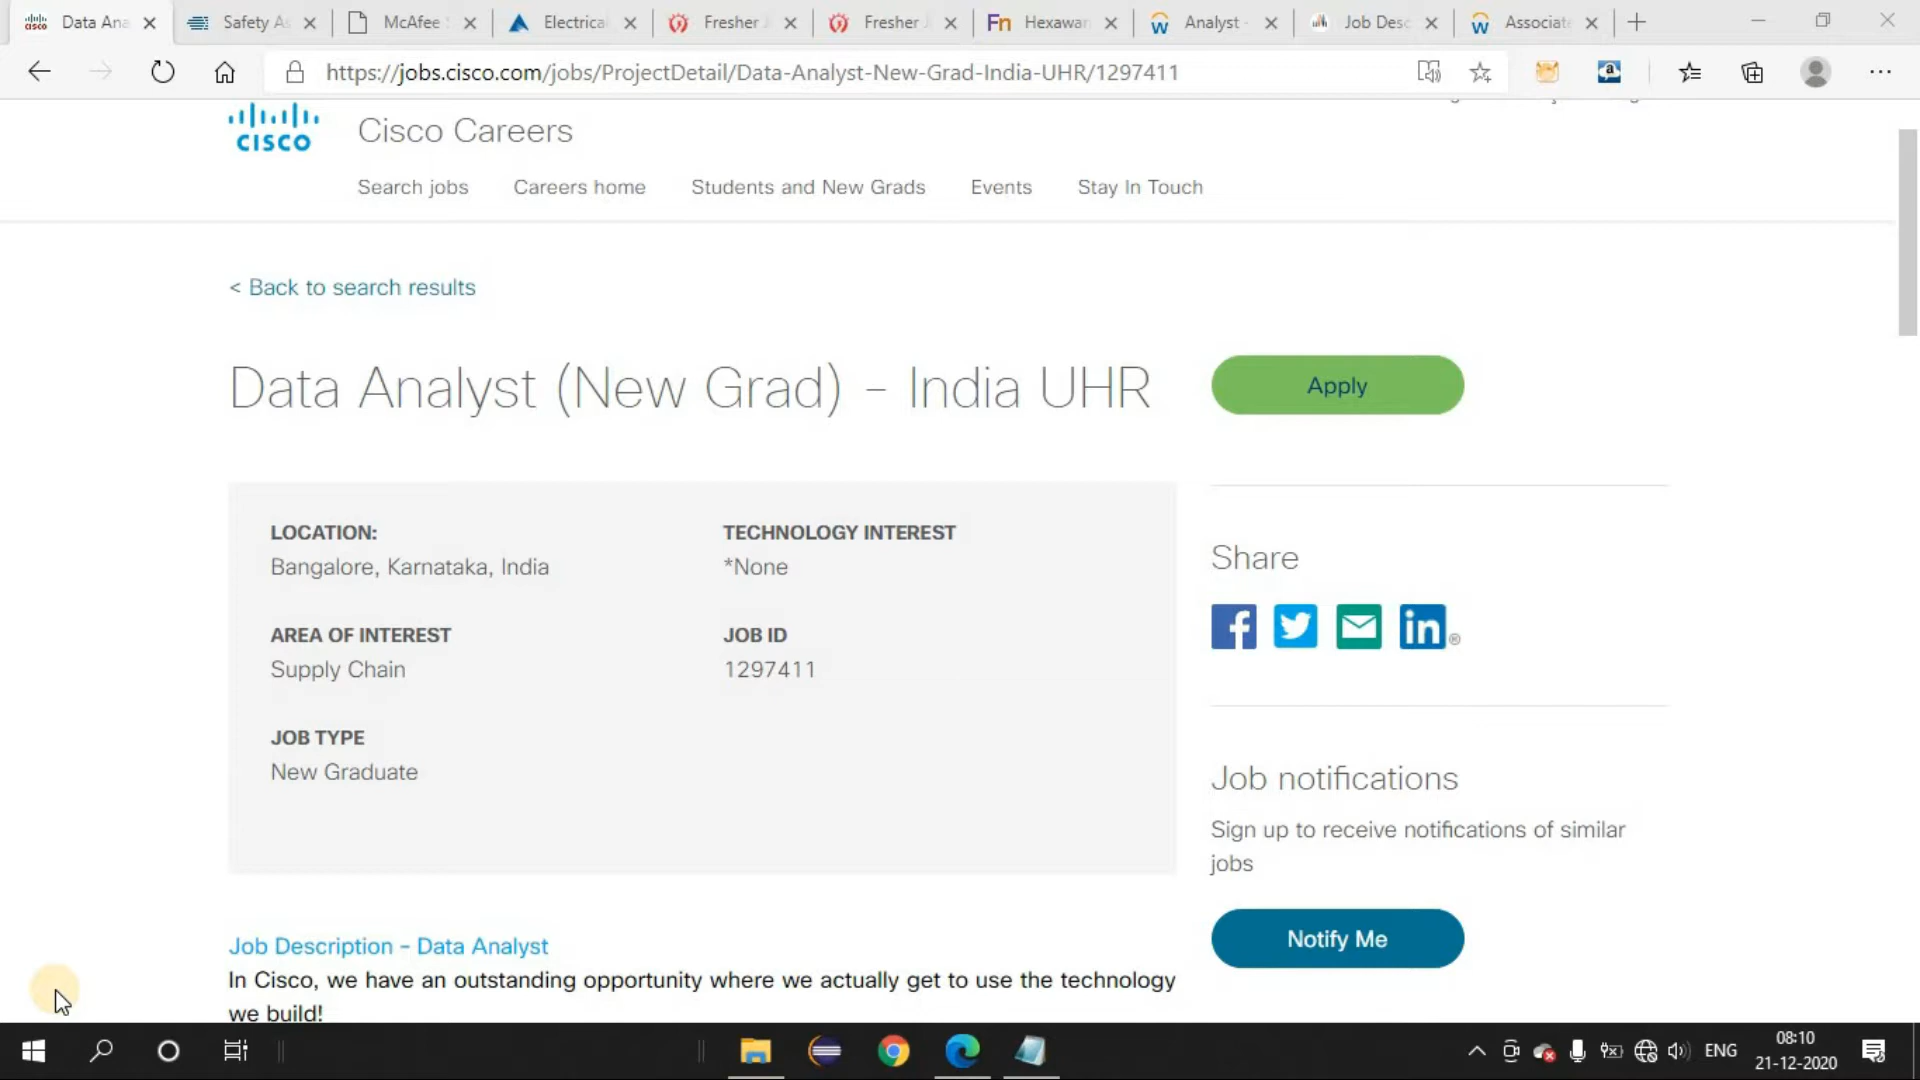 Data Ana
Safety As
McAfee
Electrica
Fresher
Fresher
Fn Hexawar
Analyst -
Job Desc
Associate
https://jobs.cisco.com/jobs/ProjectDetail/Data-Analyst-New-Grad-India-UHR/1297411
CISCO
Cisco Careers
Search jobs
Careers home
Students and New Grads
Events
Stay In Touch
< Back to search results
Data Analyst (New Grad) - India UHR
Apply
LOCATION:
Bangalore, Karnataka, India
TECHNOLOGY INTEREST
*None
AREA OF INTEREST
Supply Chain
JOB ID
1297411
JOB TYPE
New Graduate
Share
Job notifications
Sign up to receive notifications of similar
jobs
Notify Me
Job Description - Data Analyst
In Cisco, we have an outstanding opportunity where we actually get to use the technology
we build!
ENG
08:10
21-12-2020